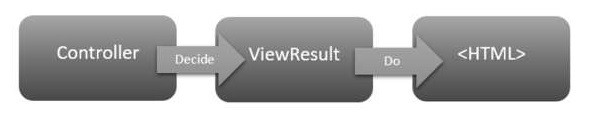 Controller
Decide
ViewResult
Do
<HTML>